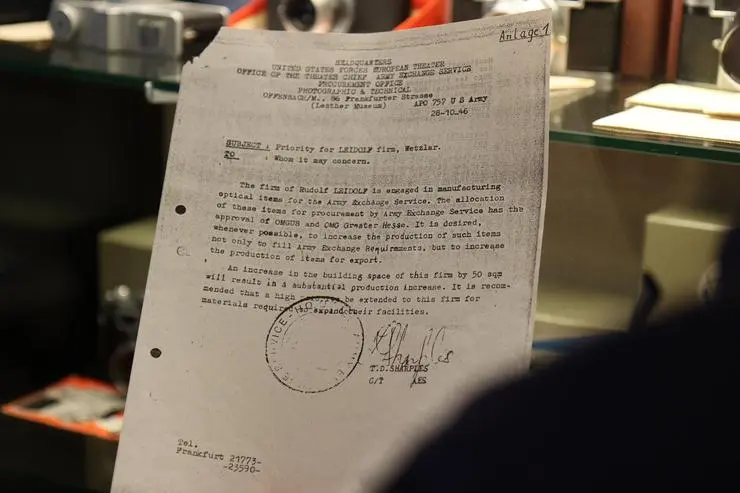 Anlage 1
HEADQUARTERS
UNITED STATES FORCES EUROPEAN THEATER
OFFICE OF THE THEATER CHIEF ARMY EXCHANGE SERVICE
PROCUREMENT OFFICE
PHOTOGRAPHIC & TECHNICAL
OFFENBACH/M., 86 Frankfurter Strasse
(Leather Museum)
APO 757 U S Army
28-10-46
SUBJECT : Priority for LEIDOLF firm, Wetzlar.
TO : Whom it may concern.
The firm of Rudolf LEIDOLF is engaged in manufacturing
optical items for the Army Exchange Service. The allocation
of these items for procurement by Army Exchange Service has the
approval of OMGUS and OMG Greater Hesse. It is desired,
whenever possible, to increase the production of such items
not only to fill Army Exchange Requirements, but to increase
the production of items for export.
An increase in the building space of this firm by 50 sqm
will result in a substantial production increase. It is recom-
mended that a high be extended to this firm for
materials required to expand their facilities.
SERVICE
T.D.SHARPLES
C/T AES
Tel.
Frankfurt 21773-
-23590-